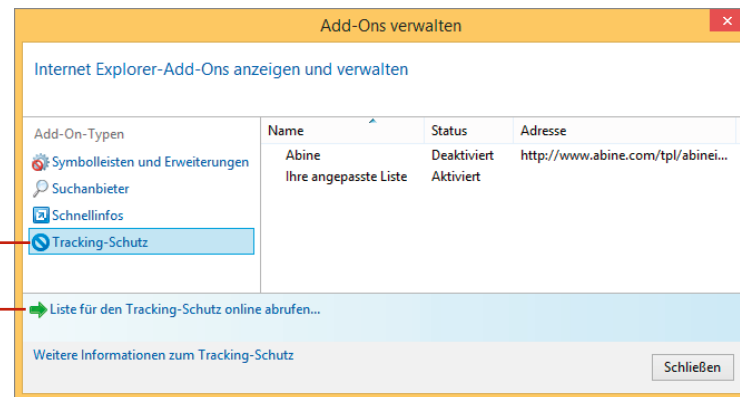 Add-Ons verwalten
Internet Explorer-Add-Ons anzeigen und verwalten
Add-On-Typen
Symbolleisten und Erweiterungen
Suchanbieter
Schnellinfos
Tracking-Schutz
Name Status Adresse
Abine Deaktiviert http://www.abine.com/tpl/abinei...
Ihre angepasste Liste Aktiviert
Liste für den Tracking-Schutz online abrufen...
Weitere Informationen zum Tracking-Schutz
Schließen